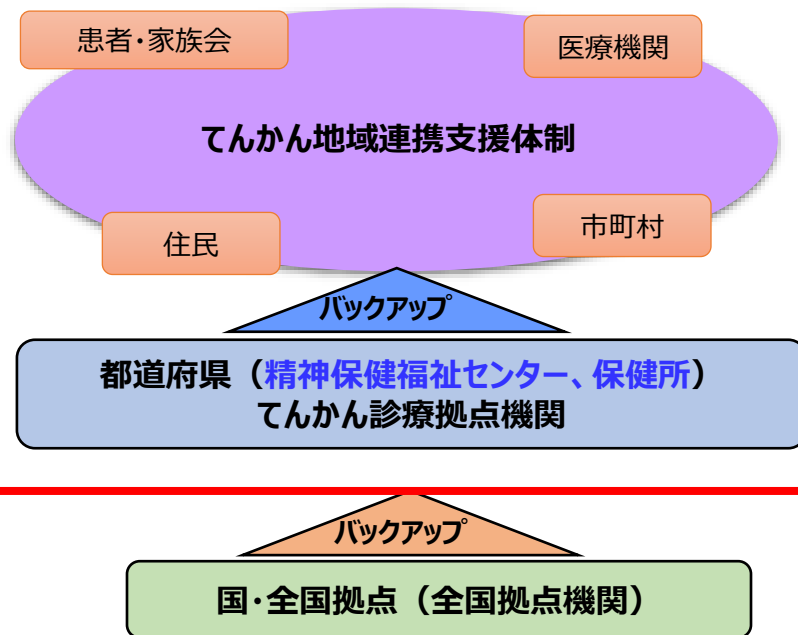 患者・家族会
医療機関
てんかん地域連携支援体制
住民
市町村
バックアップ
都道府県（精神保健福祉センター、保健所）
てんかん診療拠点機関
バックアップ
国・全国拠点（全国拠点機関）